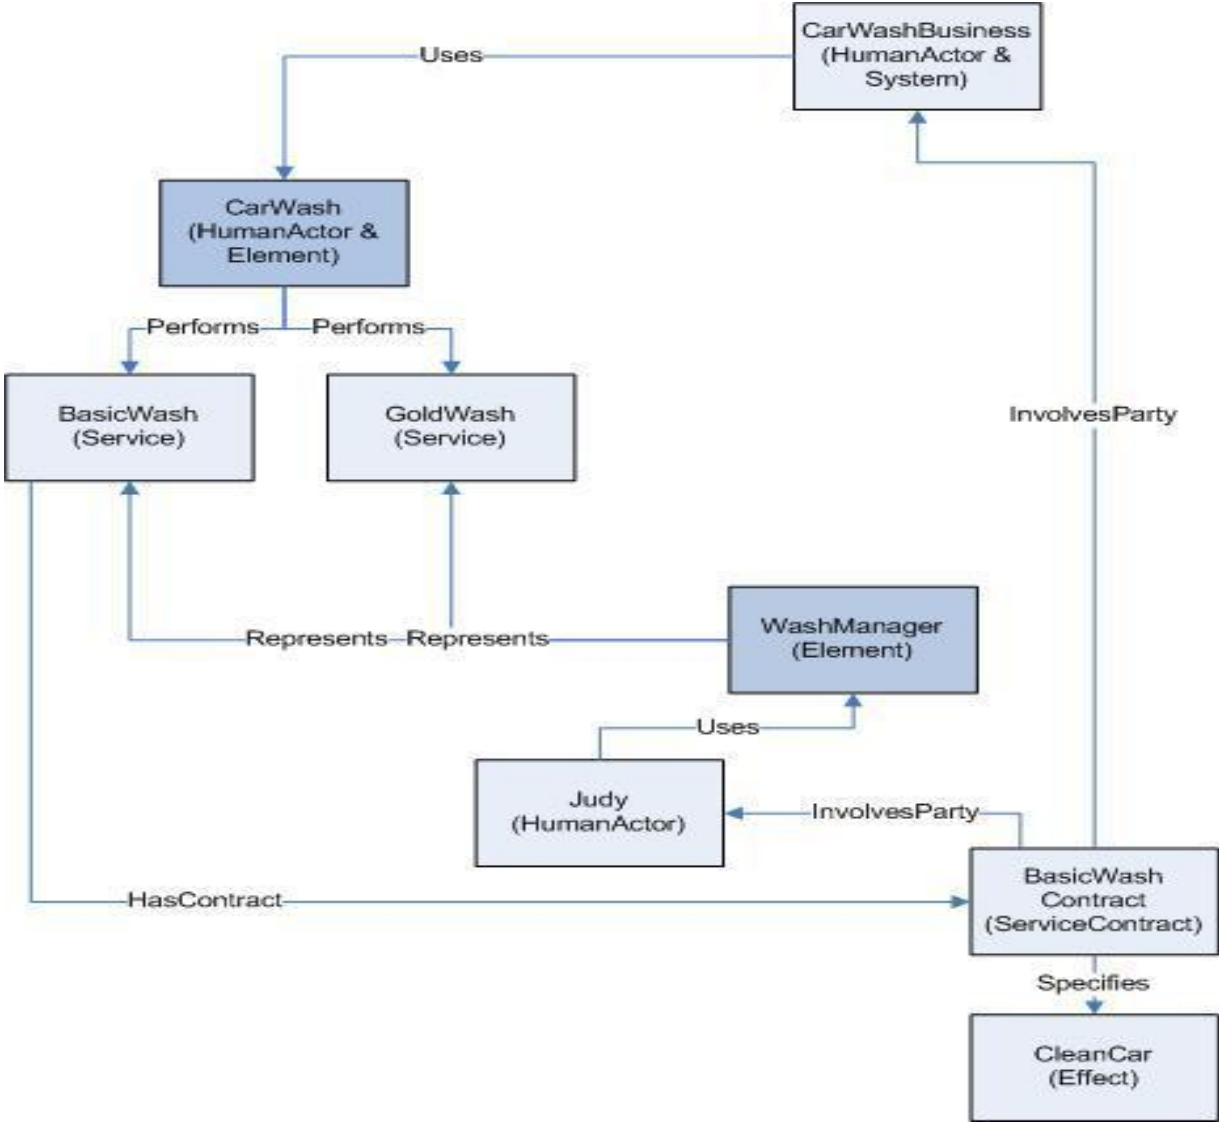 CarWashBusiness
(HumanActor &
System)
Uses
CarWash
(HumanActor &
Element)
Performs
Performs
BasicWash
(Service)
GoldWash
(Service)
InvolvesParty
WashManager
(Element)
Represents
Represents
Uses
Judy
(HumanActor)
InvolvesParty
BasicWash
Contract
(ServiceContract)
HasContract
Specifies
CleanCar
(Effect)